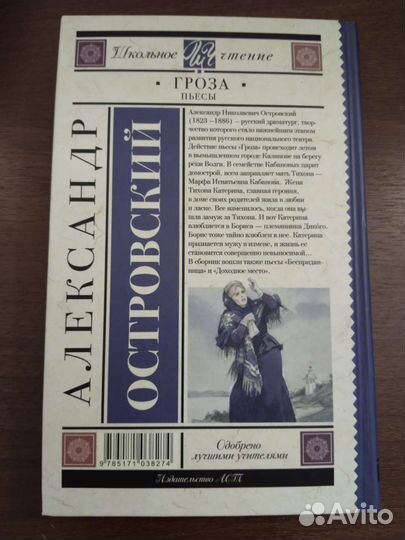 Школьное чтение
ГРОЗА
ПЬЕСЫ
Александр Николаевич Островский
(1823 –1886) – русский драматург, твор-
чество которого стало важнейшим этапом
развития русского национального театра.
Действие пьесы «Гроза» происходит летом
в вымышленном городе Калинове на берегу
реки Волги. В семействе Кабановых царит
домострой, всем заправляет мать Тихона —
Марфа Игнатьевна Кабанова. Жена
Тихона Катерина, главная героиня,
в доме своих родителей жила в любви
и ласке. Все изменилось, когда она вы
шла замуж за Тихона. И вот Катерина
влюбляется в Бориса — племянника Дикого.
Борис тоже тайно влюблен в нее. Катерина
признается мужу в измене, и жизнь ее
становится совершенно невыносимой...
В сборник вошли также пьесы «Беспридан-
ница» и «Доходное место».
АЛЕКСАНДР
ОСТРОВСКИЙ
9 785171 038274
Одобрено
лучшими учителями
Издательство АСТ
Avito